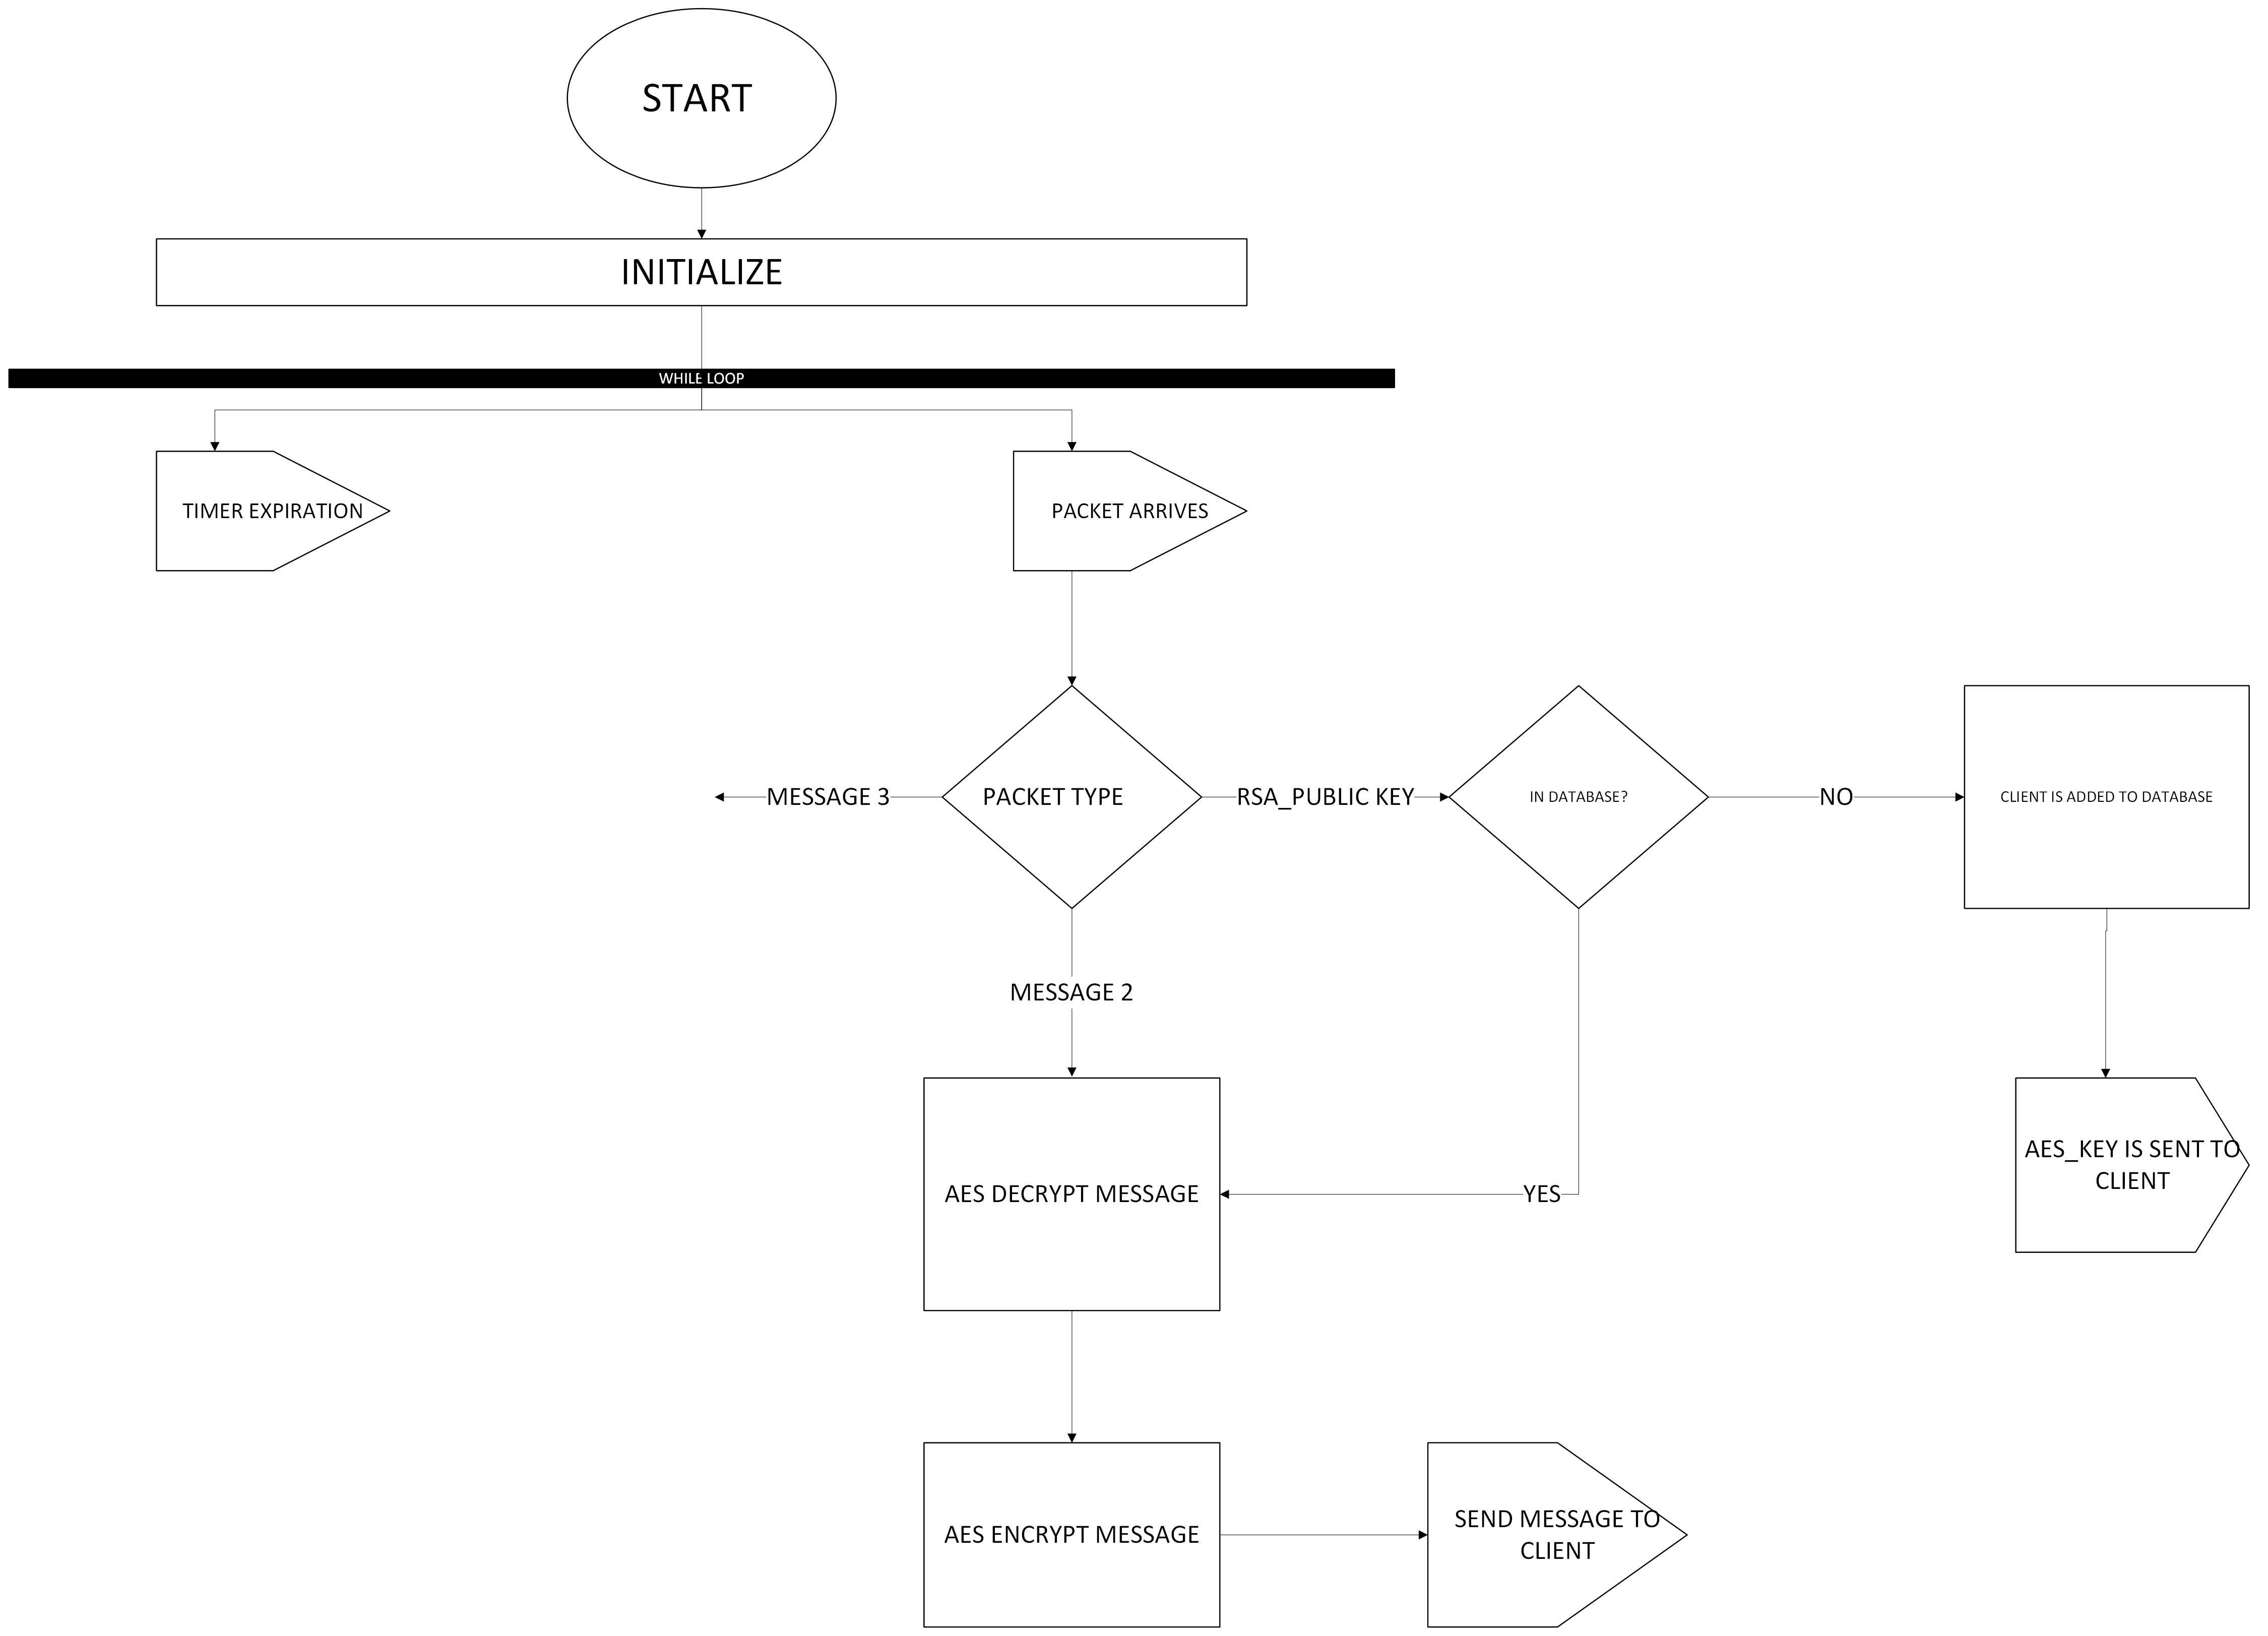 START
INITIALIZE
WHILE LOOP
TIMER EXPIRATION
PACKET ARRIVES
MESSAGE 3
PACKET TYPE
RSA_PUBLIC KEY
IN DATABASE?
NO
CLIENT IS ADDED TO DATABASE
MESSAGE 2
AES DECRYPT MESSAGE
YES
AES_KEY IS SENT TO
CLIENT
AES ENCRYPT MESSAGE
SEND MESSAGE TO
CLIENT